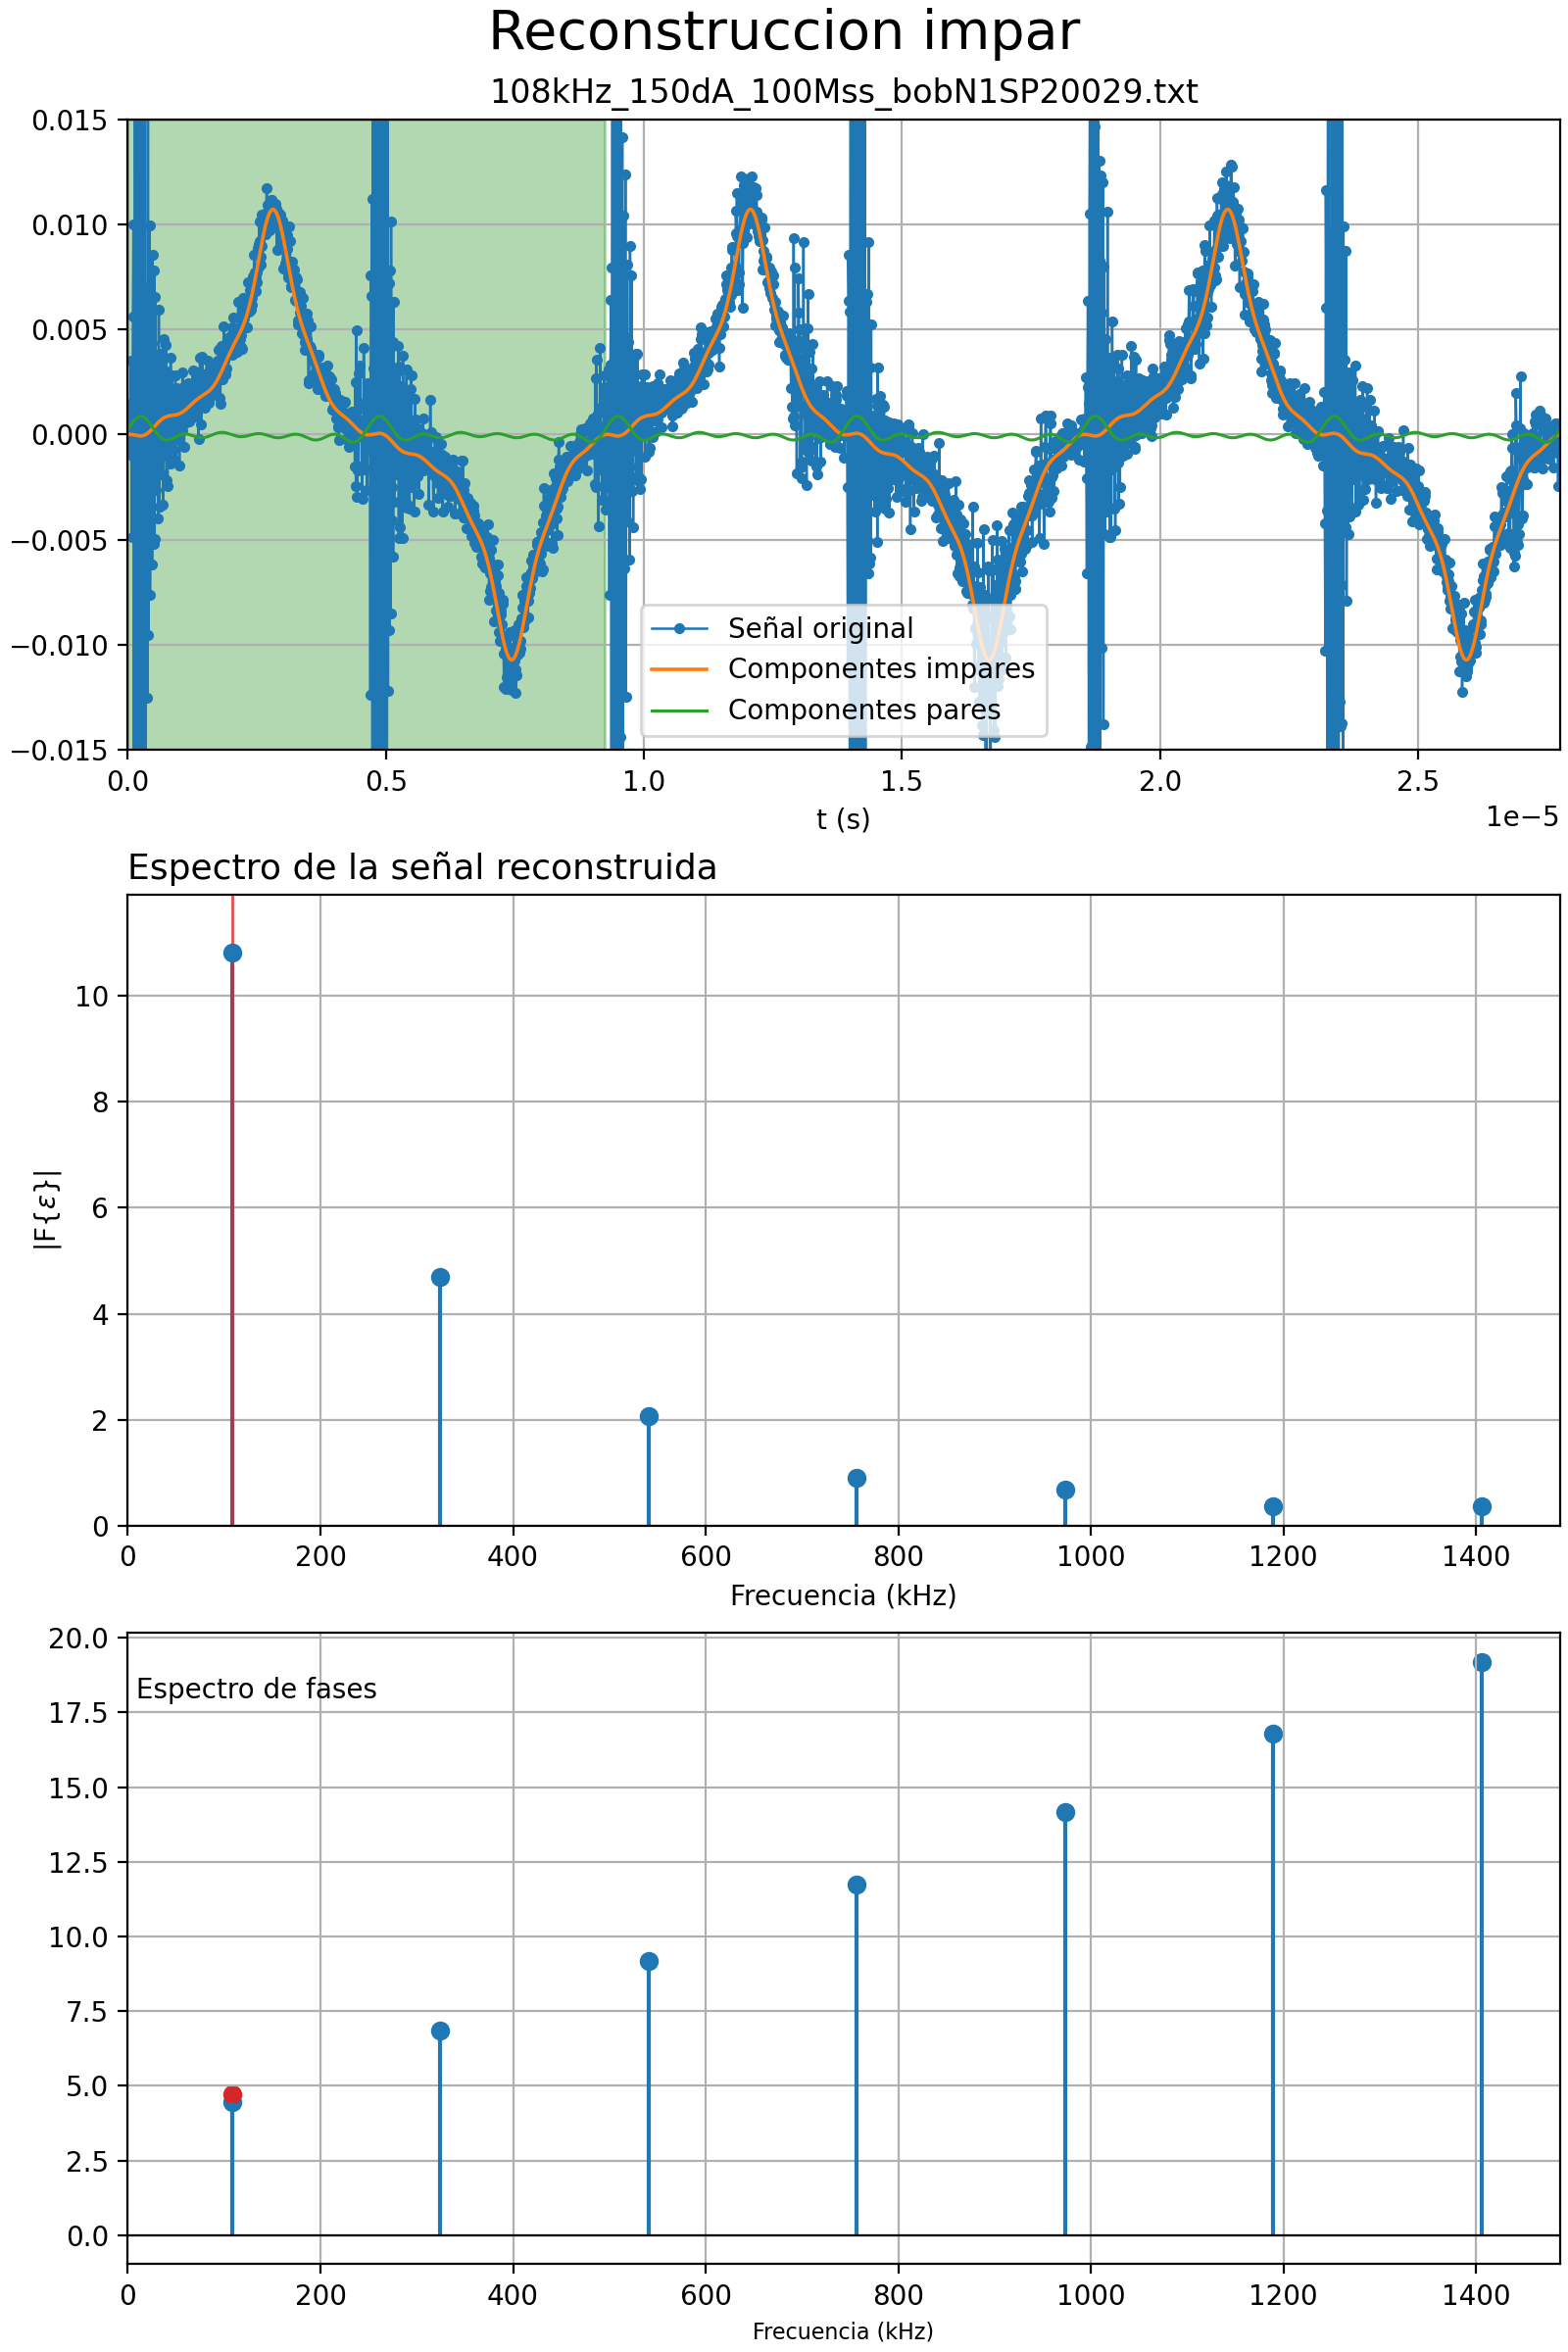 Reconstruccion impar
108kHz_150dA_100Mss_bobN1SP20029.txt
0.015
0.010
0.005
0.000
−0.005
−0.010
−0.015
Señal original
Componentes impares
Componentes pares
0.0 0.5 1.0 1.5 2.0 2.5
t (s)
1e−5
Espectro de la señal reconstruida
|F{ε}|
10
8
6
4
2
0
0 200 400 600 800 1000 1200 1400
Frecuencia (kHz)
20.0
Espectro de fases
17.5
15.0
12.5
10.0
7.5
5.0
2.5
0.0
0 200 400 600 800 1000 1200 1400
Frecuencia (kHz)